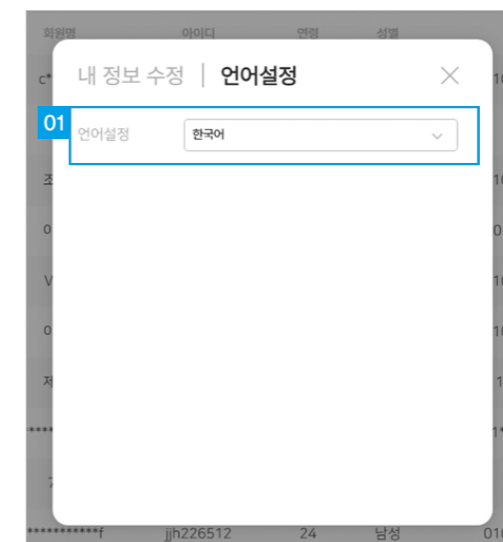 회원명 아이디 연령 성별
내 정보 수정 | 언어설정
01
언어설정 한국어
***********f jjh226512 24 남성 010